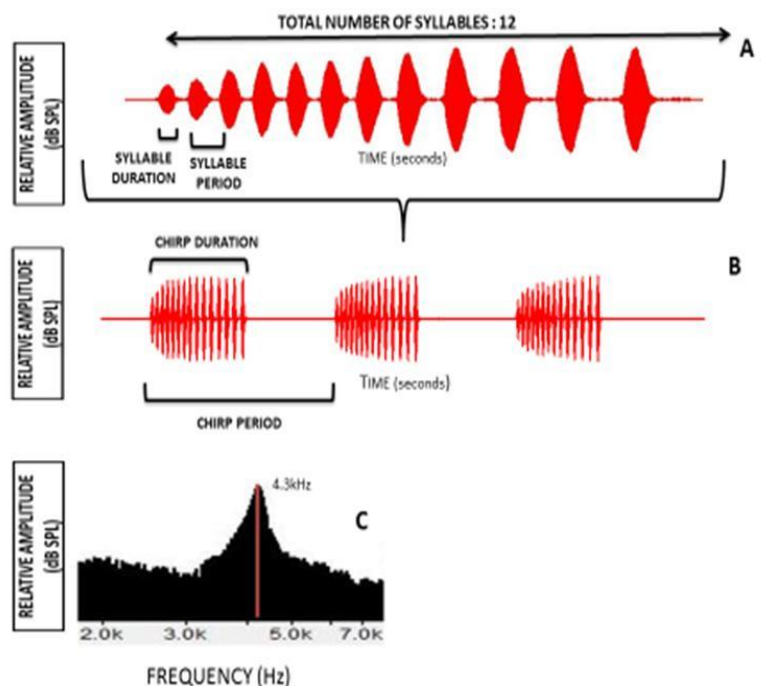 TOTAL NUMBER OF SYLLABLES : 12
A
RELATIVE AMPLITUDE
(dB SPL)
SYLLABLE
DURATION
SYLLABLE
PERIOD
TIME (seconds)
CHIRP DURATION
B
RELATIVE AMPLITUDE
(dB SPL)
TIME (seconds)
CHIRP PERIOD
RELATIVE AMPLITUDE
(dB SPL)
4.3kHz
C
2.0k 3.0k 5.0k 7.0k
FREQUENCY (Hz)